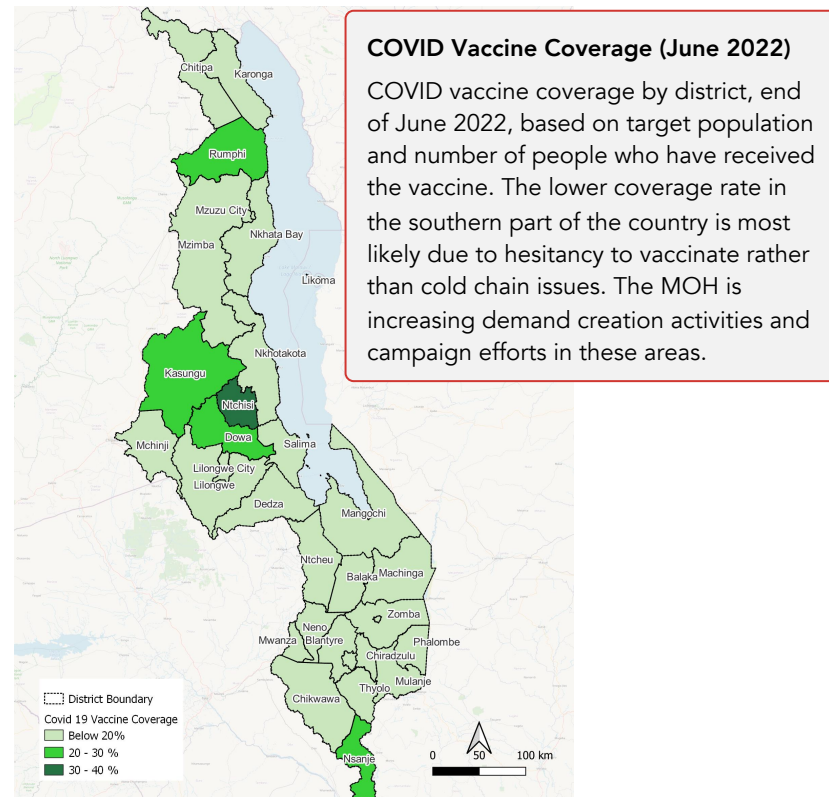 COVID Vaccine Coverage (June 2022)
COVID vaccine coverage by district, end
of June 2022, based on target population
and number of people who have received
the vaccine. The lower coverage rate in
the southern part of the country is most
likely due to hesitancy to vaccinate rather
than cold chain issues. The MOH is
increasing demand creation activities and
campaign efforts in these areas.
Chitipa
Karonga
Rumphi
Mzuzu City
Nkhata Bay
Mzimba
Likoma
Nkhotakota
Kasungu
Ntchisi
Dowa
Mchinji
Salima
Lilongwe City
Lilongwe
Dedza
Mangochi
Ntcheu
Balaka
Machinga
Zomba
Neno
Mwanza
Blantyre
Phalombe
Chiradzulu
Mulanje
Thyolo
Chikwawa
Nsanje
District Boundary
Covid 19 Vaccine Coverage
Below 20%
20 - 30 %
30 - 40 %
0 50 100 km